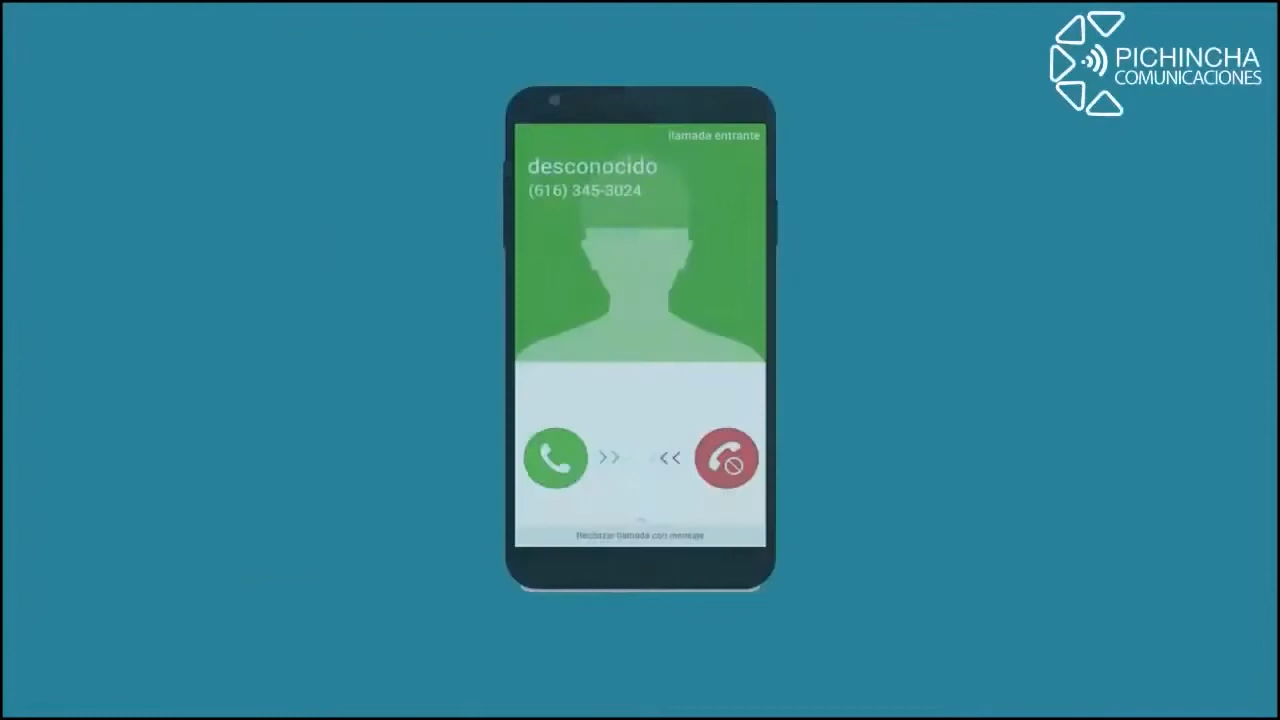 PICHINCHA
COMUNICACIONES
llamada entrante
desconocido
(616) 345-3024
Rechazar llamada con mensaje